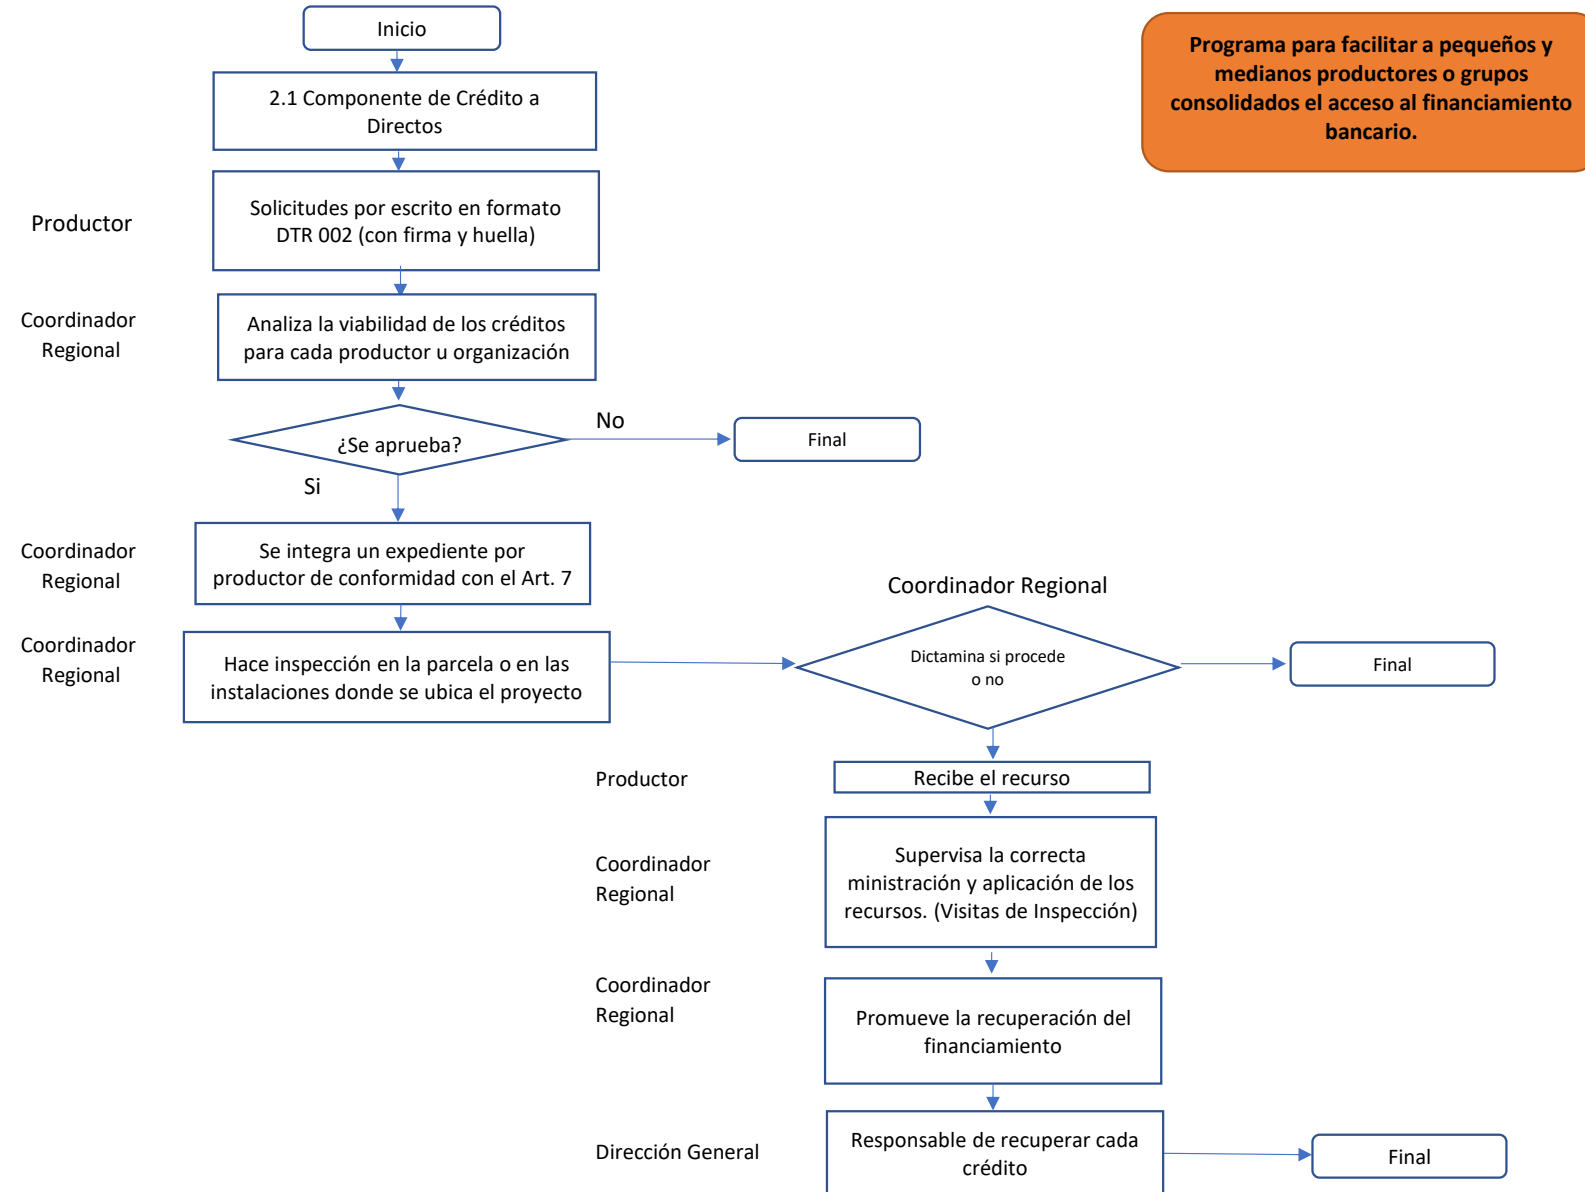 Inicio
Programa para facilitar a pequeños y
medianos productores o grupos
consolidados el acceso al financiamiento
bancario.
2.1 Componente de Crédito a
Directos
Productor
Solicitudes por escrito en formato
DTR 002 (con firma y huella)
Coordinador
Regional
Analiza la viabilidad de los créditos
para cada productor u organización
¿Se aprueba?
No
Final
Si
Coordinador
Regional
Se integra un expediente por
productor de conformidad con el Art. 7
Coordinador
Regional
Hace inspección en la parcela o en las
instalaciones donde se ubica el proyecto
Coordinador Regional
Dictamina si procede
o no
Final
Productor
Recibe el recurso
Coordinador
Regional
Supervisa la correcta
ministración y aplicación de los
recursos. (Visitas de Inspección)
Coordinador
Regional
Promueve la recuperación del
financiamiento
Dirección General
Responsable de recuperar cada
crédito
Final